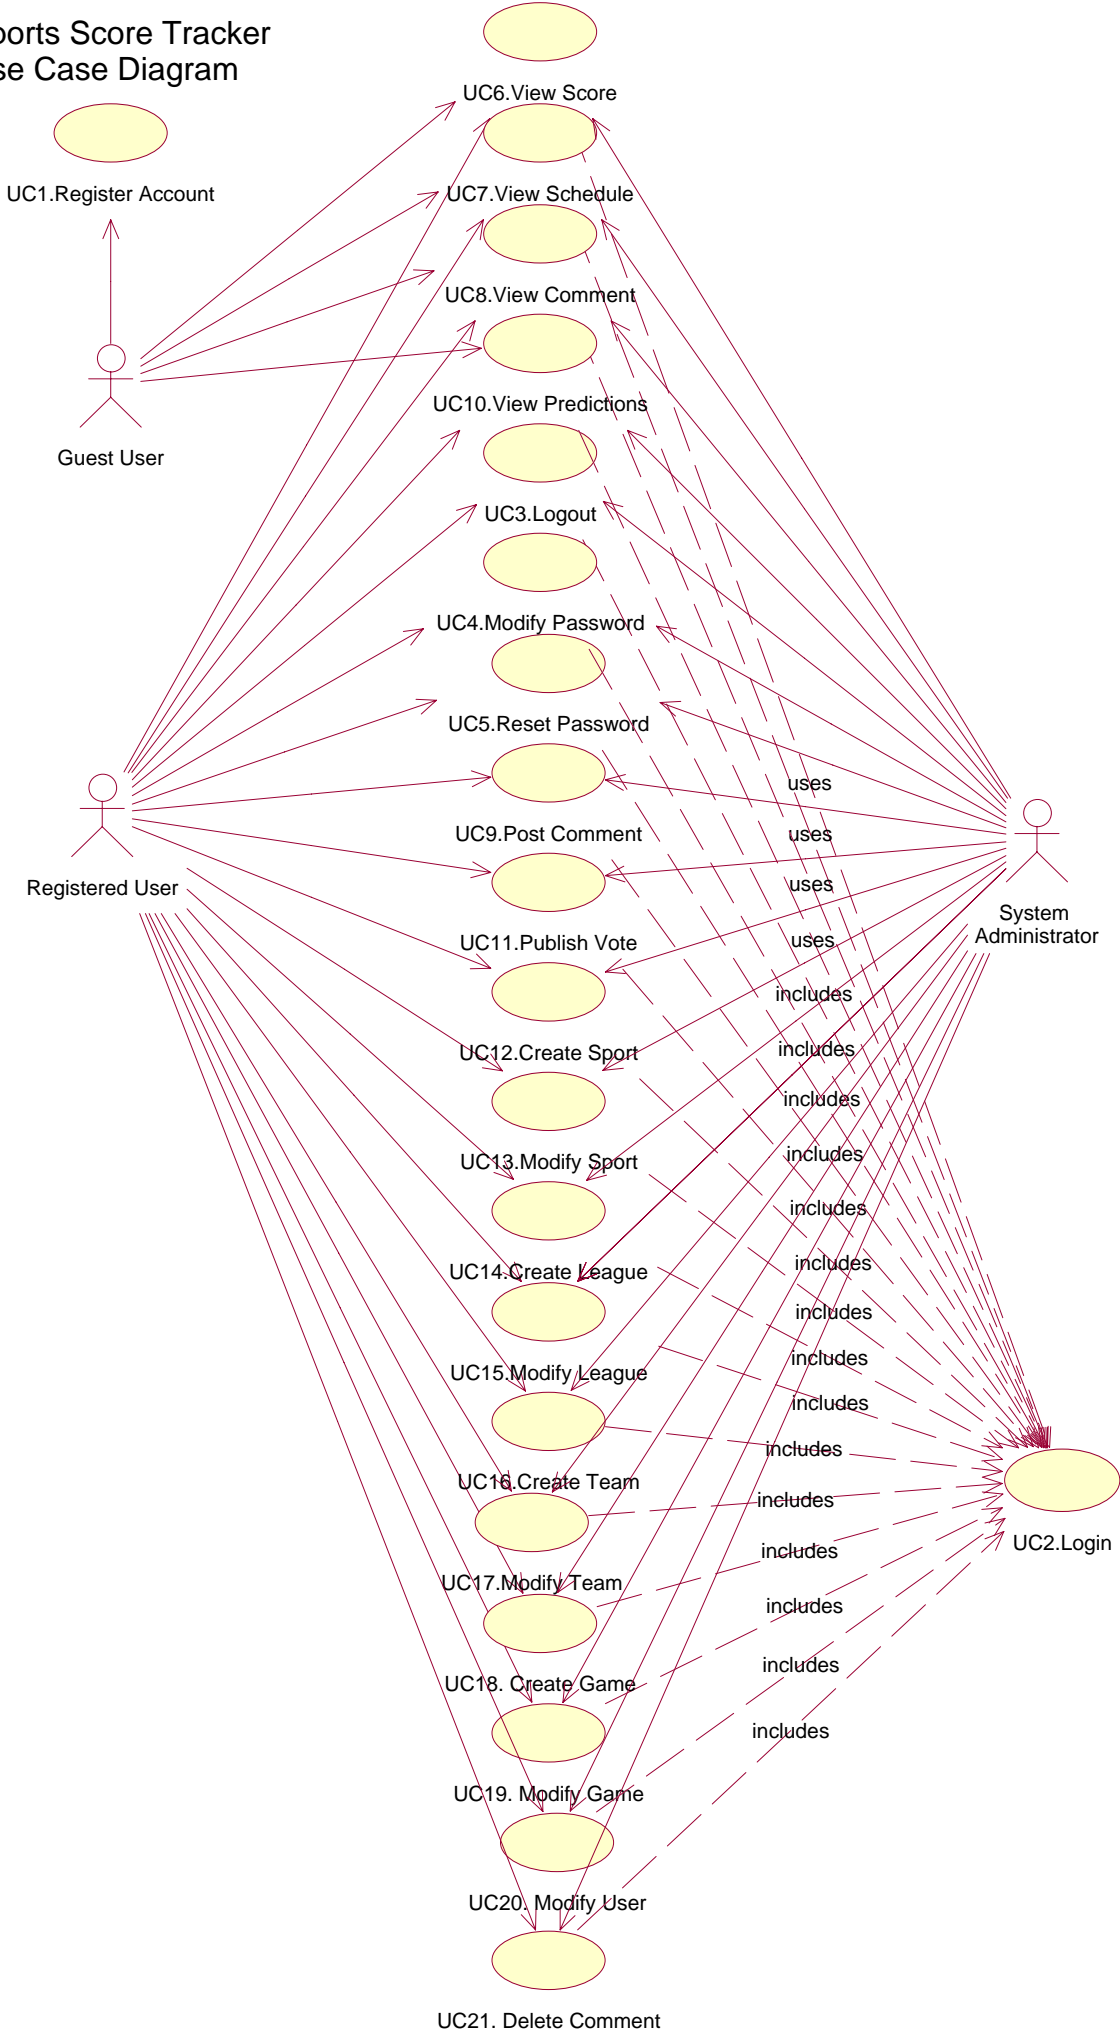 ports Score Tracker
se Case Diagram
UC6.View Score
UC1.Register Account
UC7.View Schedule
UC8.View Comment
UC10.View Predictions
Guest User
UC3.Logout
UC4.Modify Password
UC5.Reset Password
uses
UC9.Post Comment
uses
Registered User
uses
System
Administrator
UC11.Publish Vote
uses
includes
UC12.Create Sport
includes
includes
UC13.Modify Sport
includes
includes
UC14.Create League
includes
includes
UC15.Modify League
includes
includes
UC16.Create Team
includes
includes
UC2.Login
UC17.Modify Team
includes
includes
UC18. Create Game
includes
UC19. Modify Game
includes
UC20. Modify User
UC21. Delete Comment